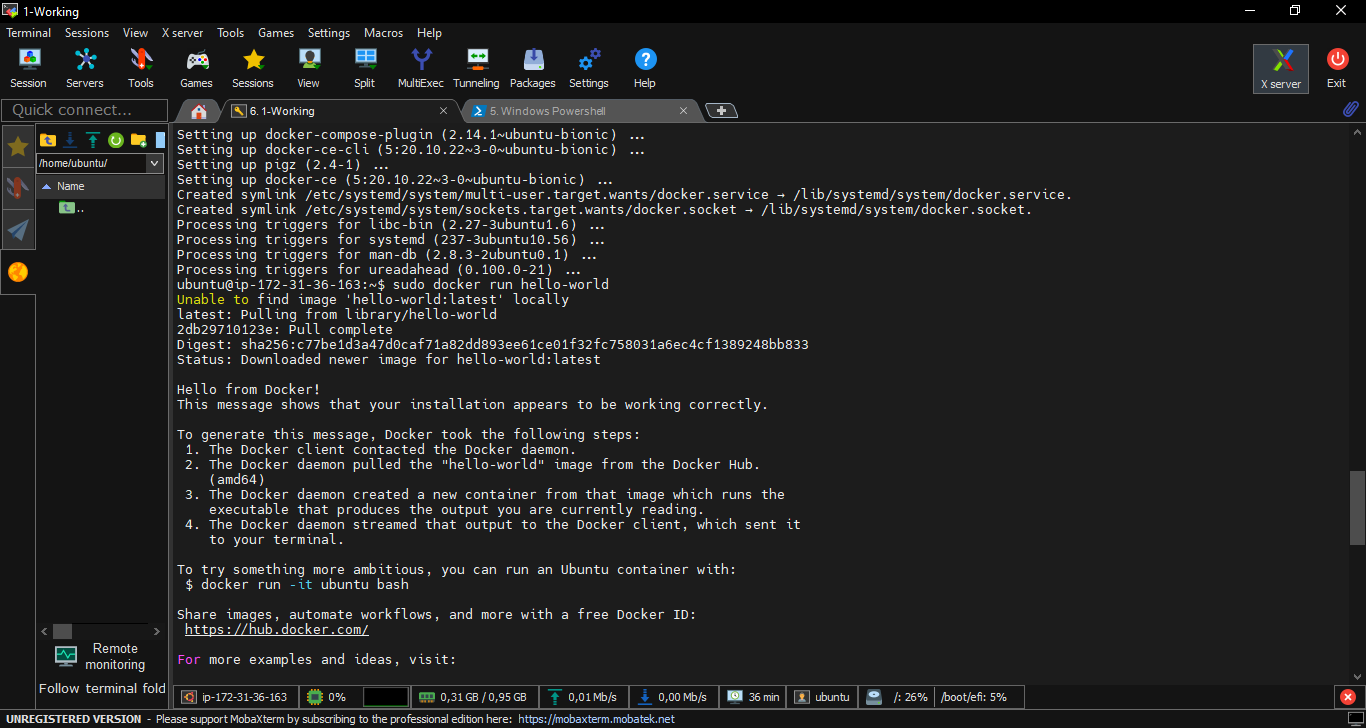 1-Working
Terminal Sessions View X server Tools Games Settings Macros Help
Session Servers Tools Games Sessions View Split MultiExec Tunneling Packages Settings Help X server Exit
Quick connect...
6. 1-Working
5. Windows Powershell
/home/ubuntu/
Name
..
Setting up docker-compose-plugin (2.14.1~ubuntu-bionic) ...
Setting up docker-ce-cli (5:20.10.22~3-0~ubuntu-bionic) ...
Setting up pigz (2.4-1) ...
Setting up docker-ce (5:20.10.22~3-0~ubuntu-bionic) ...
Created symlink /etc/systemd/system/multi-user.target.wants/docker.service → /lib/systemd/system/docker.service.
Created symlink /etc/systemd/system/sockets.target.wants/docker.socket → /lib/systemd/system/docker.socket.
Processing triggers for libc-bin (2.27-3ubuntu1.6) ...
Processing triggers for systemd (237-3ubuntu10.56) ...
Processing triggers for man-db (2.8.3-2ubuntu0.1) ...
Processing triggers for ureadahead (0.100.0-21) ...
ubuntu@ip-172-31-36-163:~$ sudo docker run hello-world
Unable to find image 'hello-world:latest' locally
latest: Pulling from library/hello-world
2db29710123e: Pull complete
Digest: sha256:c77be1d3a47d0caf71a82dd893ee61ce01f32fc758031a6ec4cf1389248bb833
Status: Downloaded newer image for hello-world:latest
Hello from Docker!
This message shows that your installation appears to be working correctly.
To generate this message, Docker took the following steps:
1. The Docker client contacted the Docker daemon.
2. The Docker daemon pulled the "hello-world" image from the Docker Hub.
(amd64)
3. The Docker daemon created a new container from that image which runs the
executable that produces the output you are currently reading.
4. The Docker daemon streamed that output to the Docker client, which sent it
to your terminal.
To try something more ambitious, you can run an Ubuntu container with:
$ docker run -it ubuntu bash
Share images, automate workflows, and more with a free Docker ID:
https://hub.docker.com/
For more examples and ideas, visit:
Remote
monitoring
Follow terminal fold
ip-172-31-36-163 0% 0,31 GB / 0,95 GB 0,01 Mb/s 0,00 Mb/s 36 min ubuntu /: 26% /boot/efi: 5%
UNREGISTERED VERSION - Please support MobaXterm by subscribing to the professional edition here: https://mobaxterm.mobatek.net